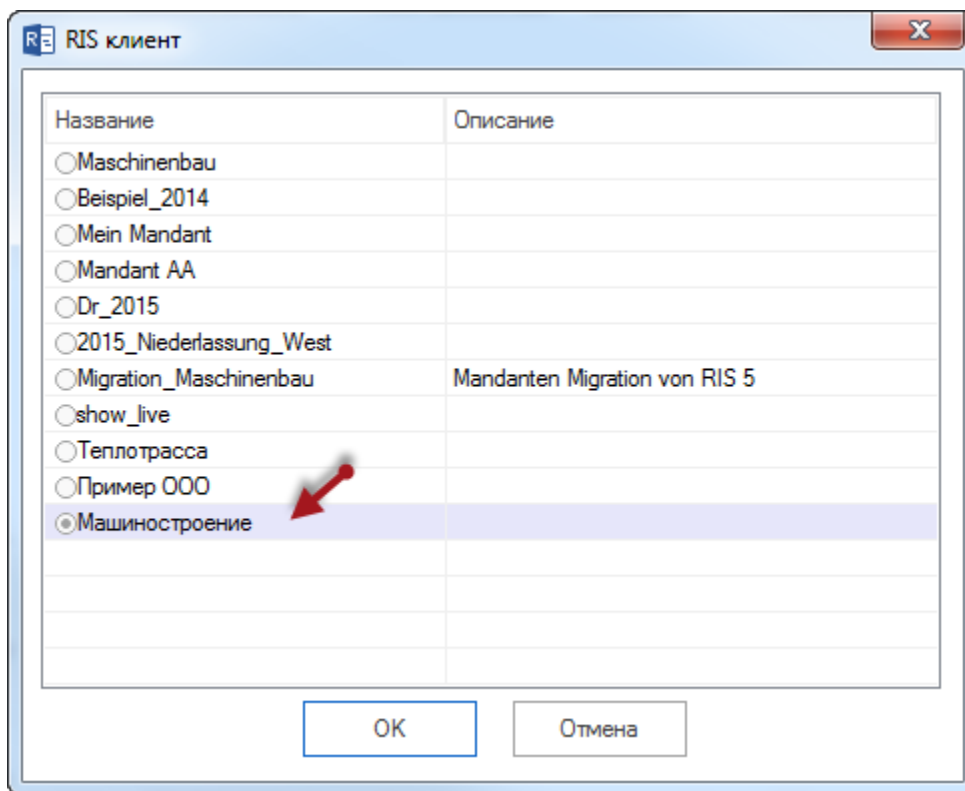 RIS клиент
Название Описание
Maschinenbau
Beispiel_2014
Mein Mandant
Mandant AA
Dr_2015
2015_Niederlassung_West
Migration_Maschinenbau Mandanten Migration von RIS 5
show_live
Теплотрасса
Пример ООО
Машиностроение
OK Отмена